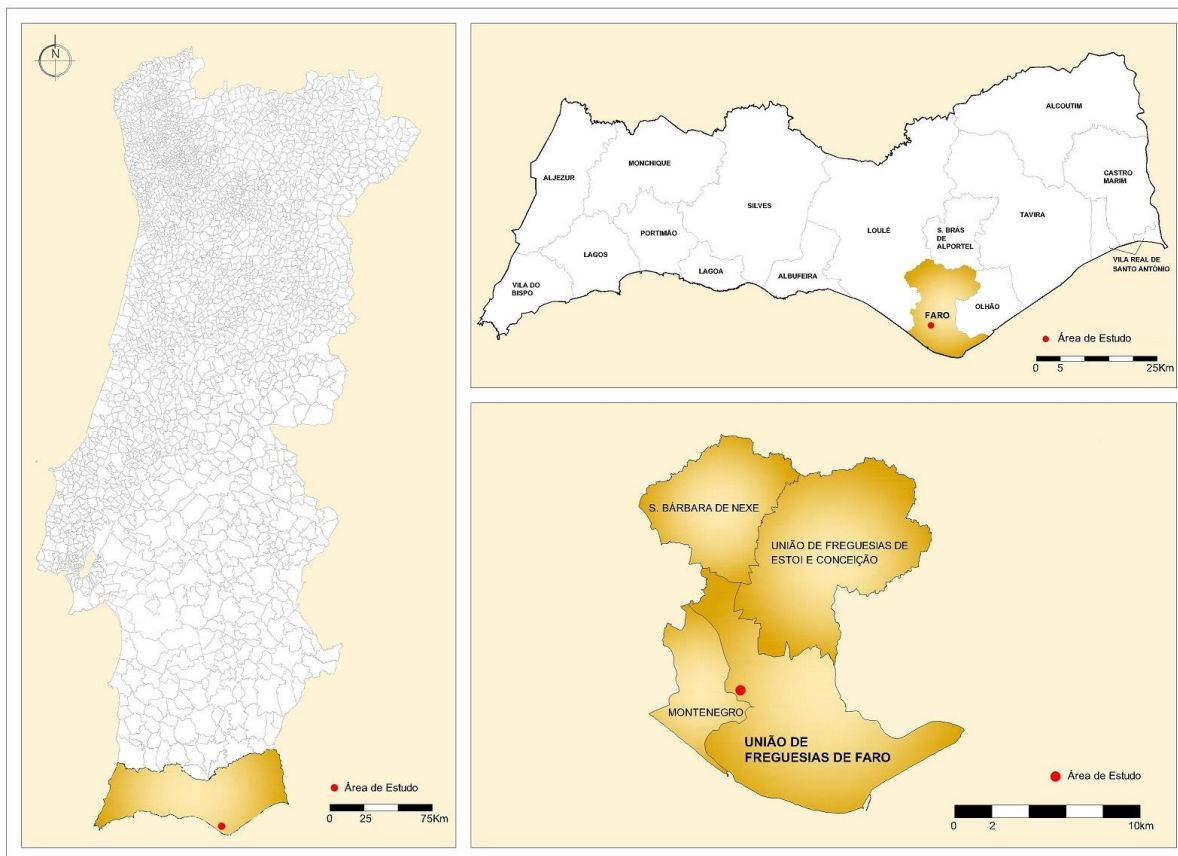 N
Área de Estudo
0 25 75Km
ALCOUTIM
MONCHIQUE
ALJEZUR
CASTRO
MARIM
SILVES
TAVIRA
PORTIMÃO
LOULÉ
S. BRÁS
DE
ALPORTEL
LAGOS
LAGOA
ALBUFEIRA
VILA REAL DE
SANTO ANTÓNIO
VILA DO
BISPO
OLHÃO
FARO
Área de Estudo
0 5 25Km
S. BÁRBARA DE NEXE
UNIÃO DE FREGUESIAS DE
ESTOI E CONCEIÇÃO
MONTENEGRO
UNIÃO DE
FREGUESIAS DE FARO
Área de Estudo
0 2 10km